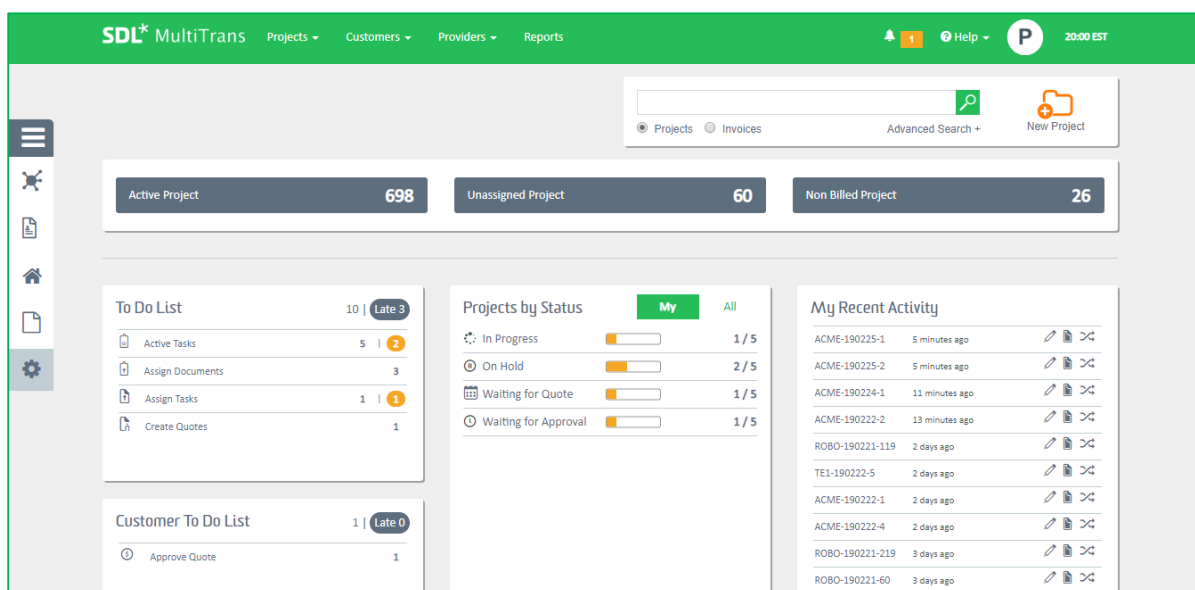 SDL* MultiTrans Projects Customers Providers Reports 1 Help P 20:00 EST
Projects Invoices Advanced Search + New Project
Active Project 698 Unassigned Project 60 Non Billed Project 26
To Do List 10 | Late 3
Active Tasks 5 | 2
Assign Documents 3
Assign Tasks 1 | 1
Create Quotes 1
Customer To Do List 1 | Late 0
Approve Quote 1
Projects by Status My All
In Progress 1 / 5
On Hold 2 / 5
Waiting for Quote 1 / 5
Waiting for Approval 1 / 5
My Recent Activity
ACME-190225-1 5 minutes ago
ACME-190225-2 5 minutes ago
ACME-190224-1 11 minutes ago
ACME-190222-2 13 minutes ago
ROBO-190221-119 2 days ago
TE1-190222-5 2 days ago
ACME-190222-1 2 days ago
ACME-190222-4 2 days ago
ROBO-190221-219 3 days ago
ROBO-190221-60 3 days ago